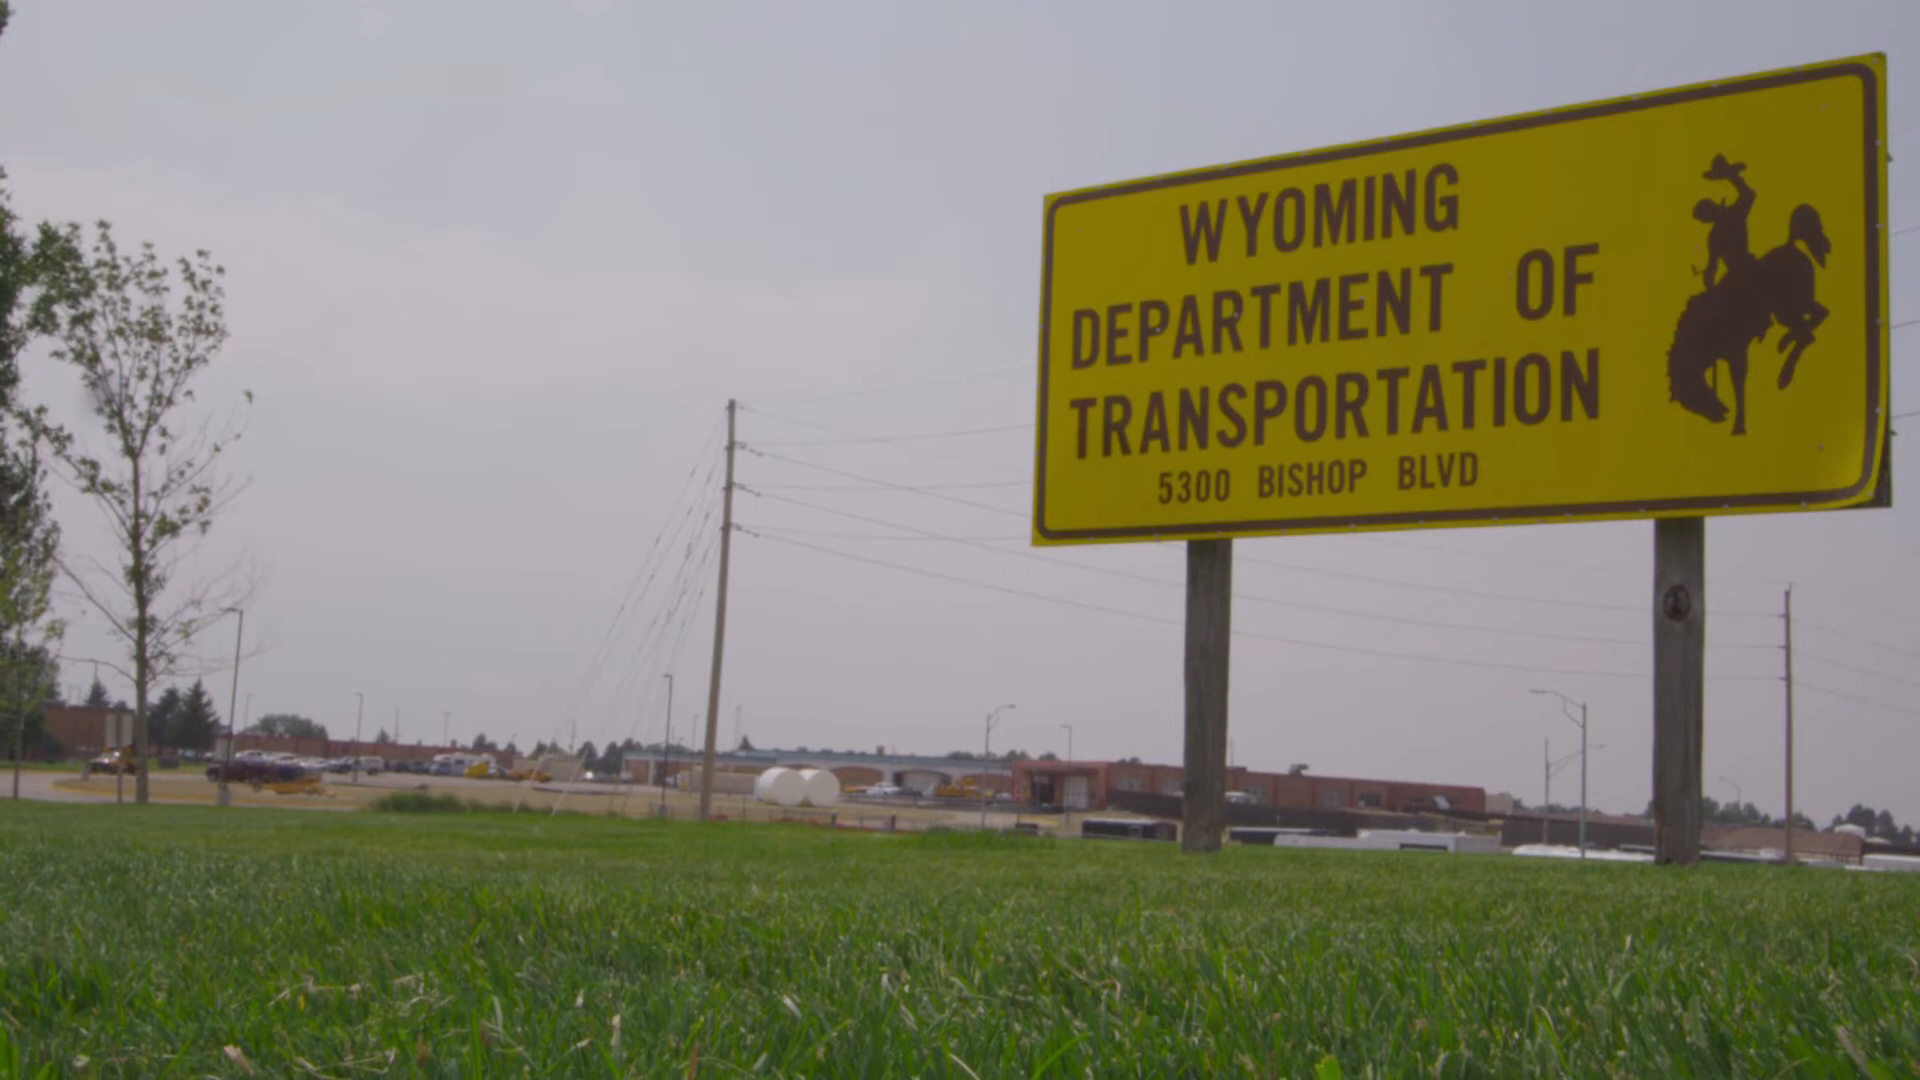 WYOMING
DEPARTMENT OF
TRANSPORTATION
5300 BISHOP BLVD